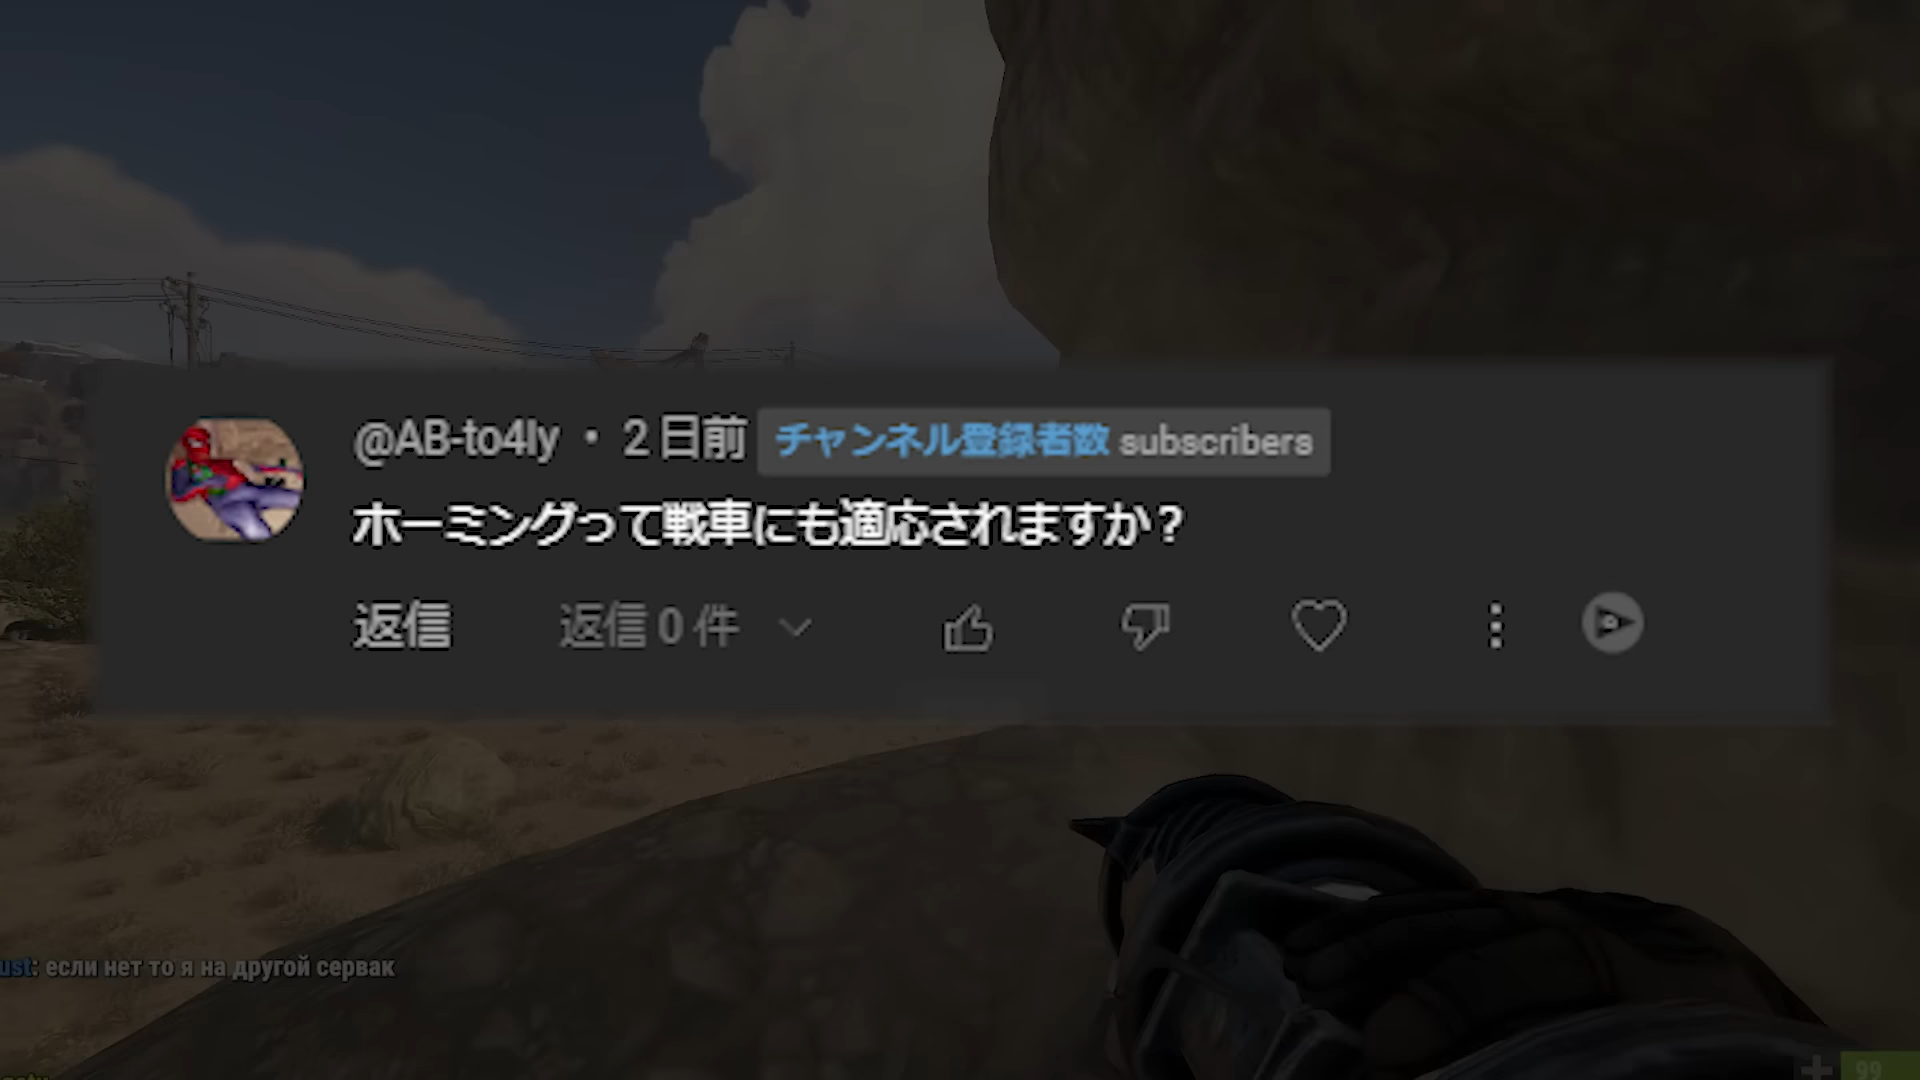 @AB-to4ly・2 日前 チャンネル登録者数 subscribers
ホーミングって戦車にも適応されますか？
返信 返信 0 件
ust: если нет то я на другой сервак
99